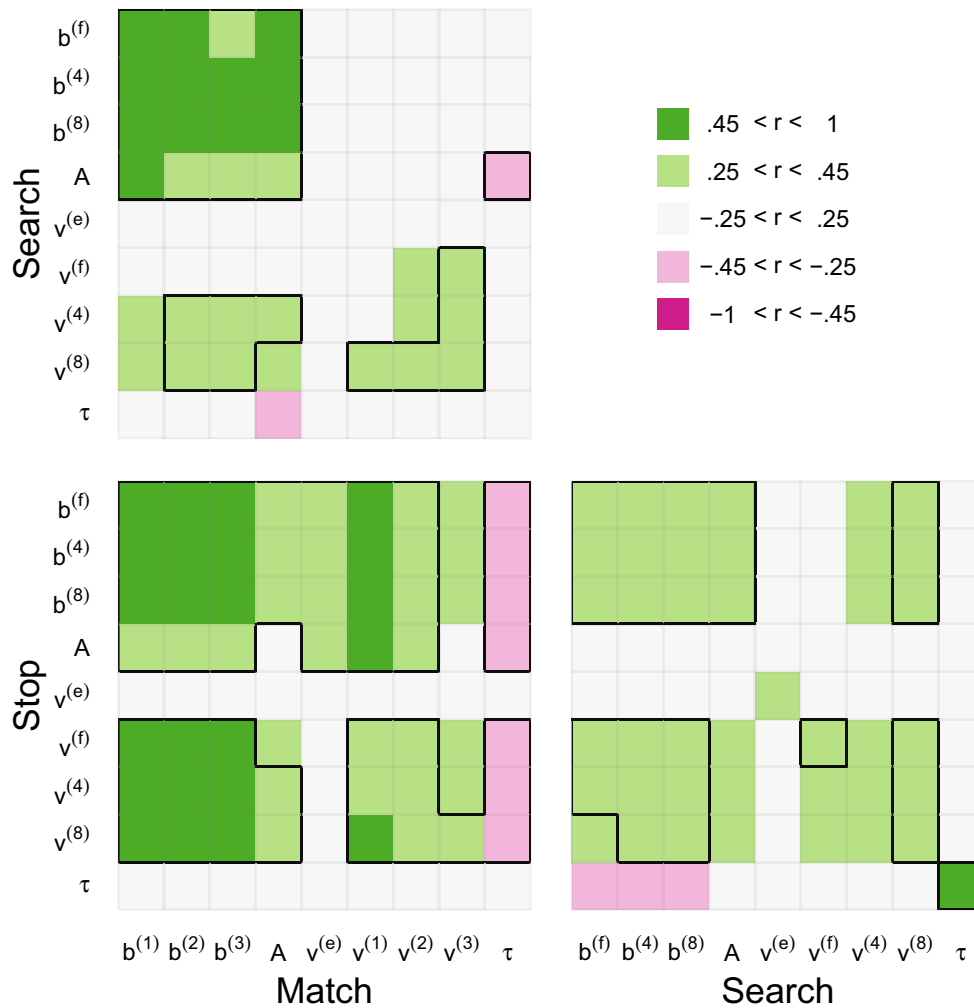 b^(f)
b^(4)
b^(8)
A
v^(e)
v^(f)
v^(4)
v^(8)
τ
Search
.45 < r < 1
.25 < r < .45
−.25 < r < .25
−.45 < r < −.25
−1 < r < −.45
b^(f)
b^(4)
b^(8)
A
v^(e)
v^(f)
v^(4)
v^(8)
τ
Stop
b^(1) b^(2) b^(3) A v^(e) v^(1) v^(2) v^(3) τ
Match
b^(f) b^(4) b^(8) A v^(e) v^(f) v^(4) v^(8) τ
Search